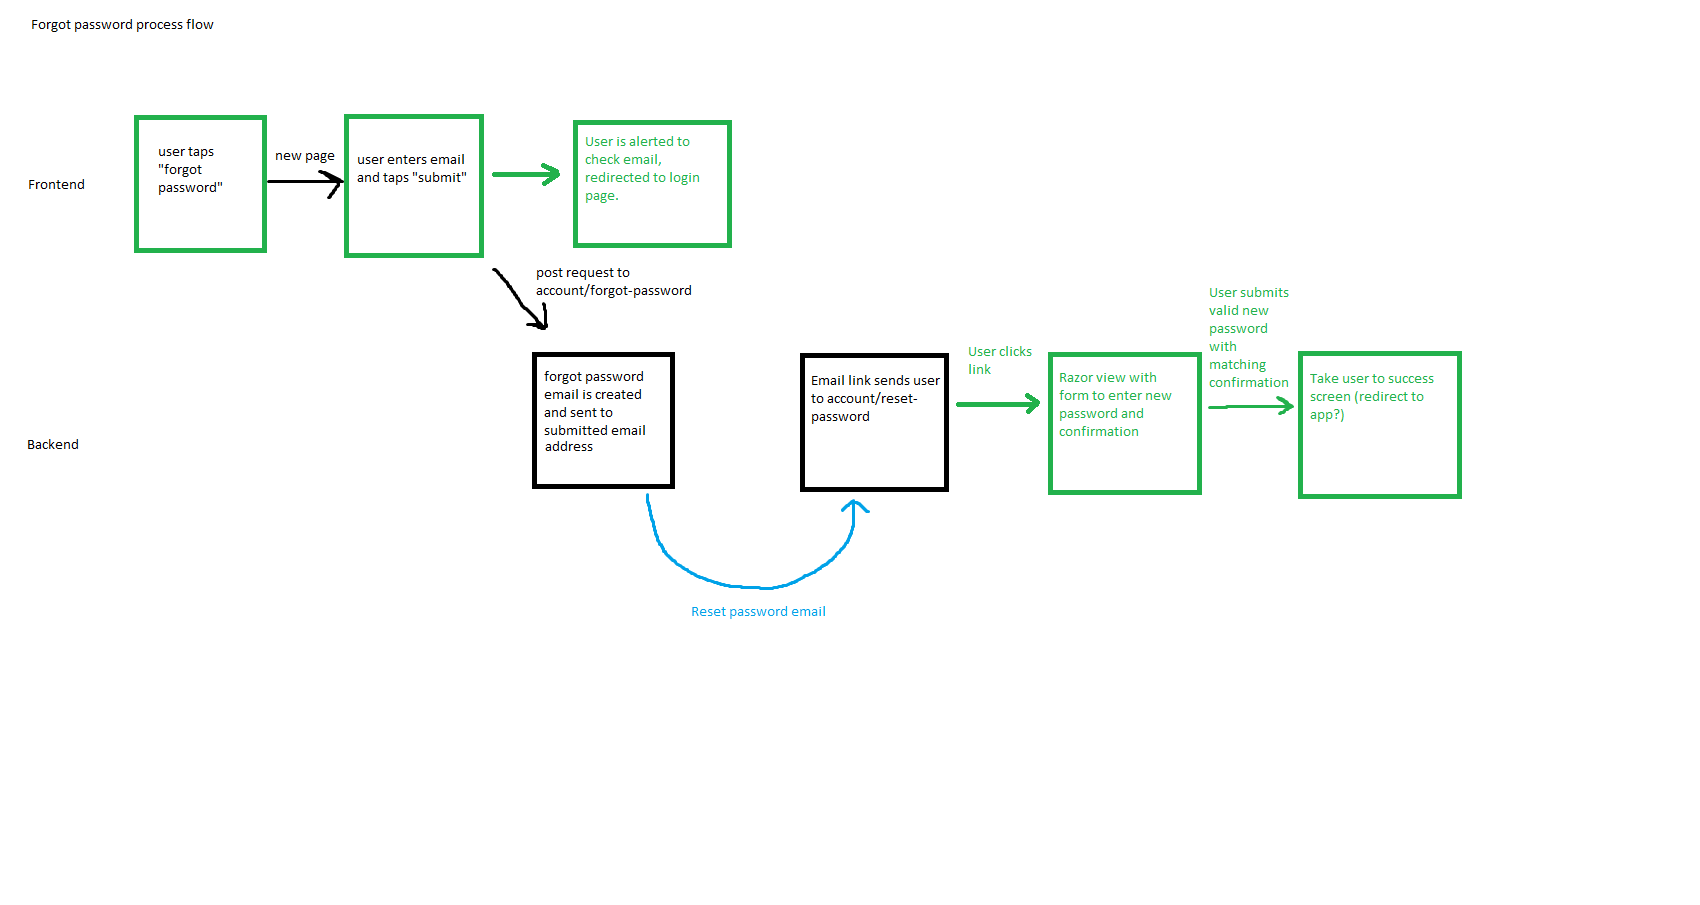 Forgot password process flow
Frontend
user taps
"forgot
password"
new page
user enters email
and taps "submit"
User is alerted to
check email,
redirected to login
page.
post request to
account/forgot-password
Backend
forgot password
email is created
and sent to
submitted email
address
Reset password email
Email link sends user
to account/reset-
password
User clicks
link
Razor view with
form to enter new
password and
confirmation
User submits
valid new
password
with
matching
confirmation
Take user to success
screen (redirect to
app?)